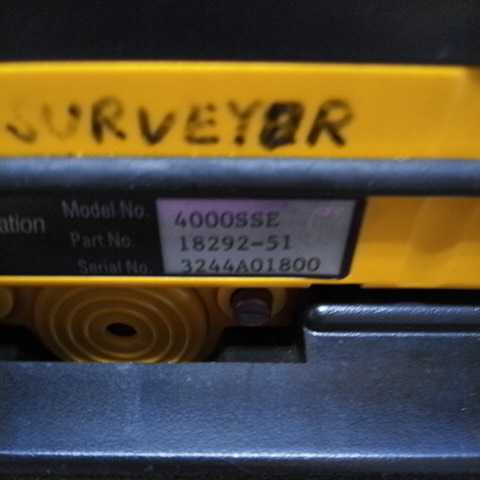 SURVEYOR
ation
Model No. 4000SSE
Part No. 18292-51
Serial No. 3244A01800